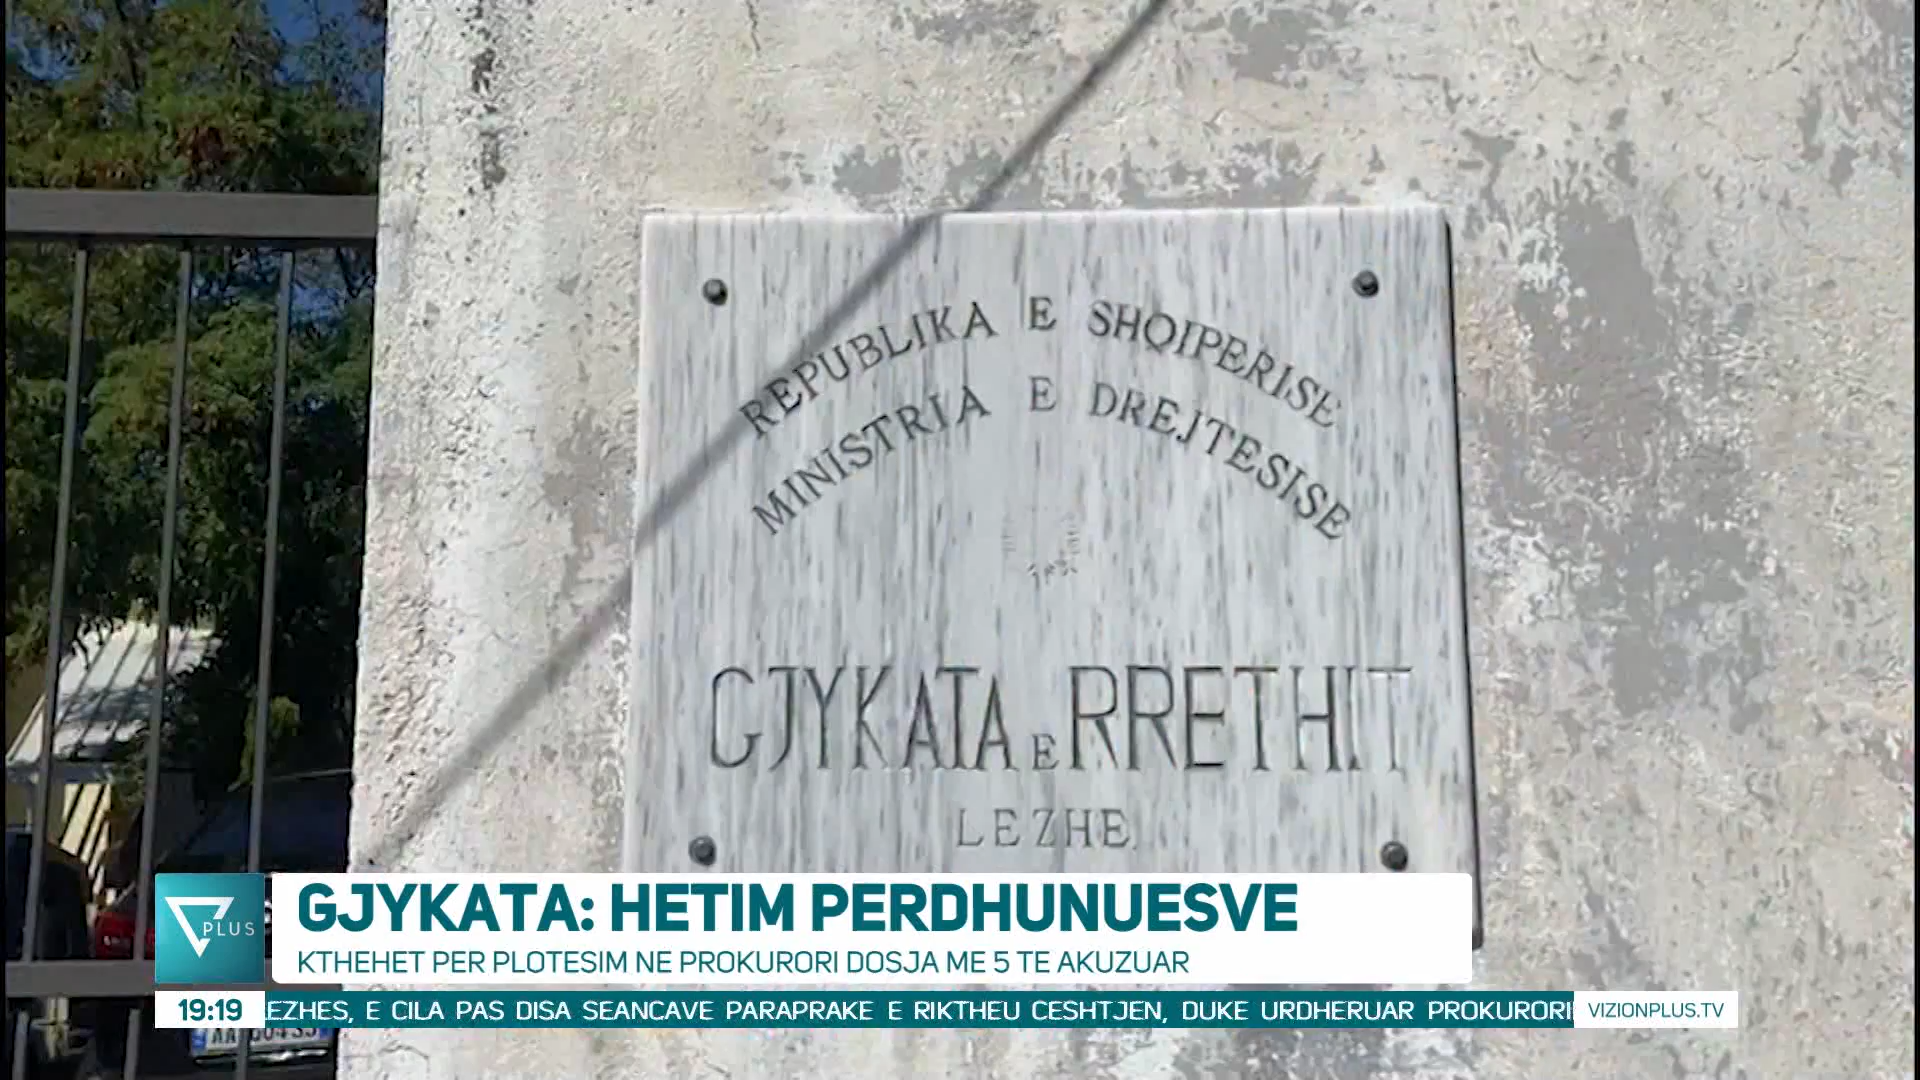 REPUBLIKA E SHQIPERISE
MINISTRIA E DREJTESISE
GJYKATA E RRETHIT
LEZHE
PLUS
GJYKATA: HETIM PERDHUNUESVE
KTHEHET PER PLOTESIM NE PROKURORI DOSJA ME 5 TE AKUZUAR
19:19
EZHES, E CILA PAS DISA SEANCAVE PARAPRAKE E RIKTHEU CESHTJEN, DUKE URDHERUAR PROKURORI
VIZIONPLUS.TV